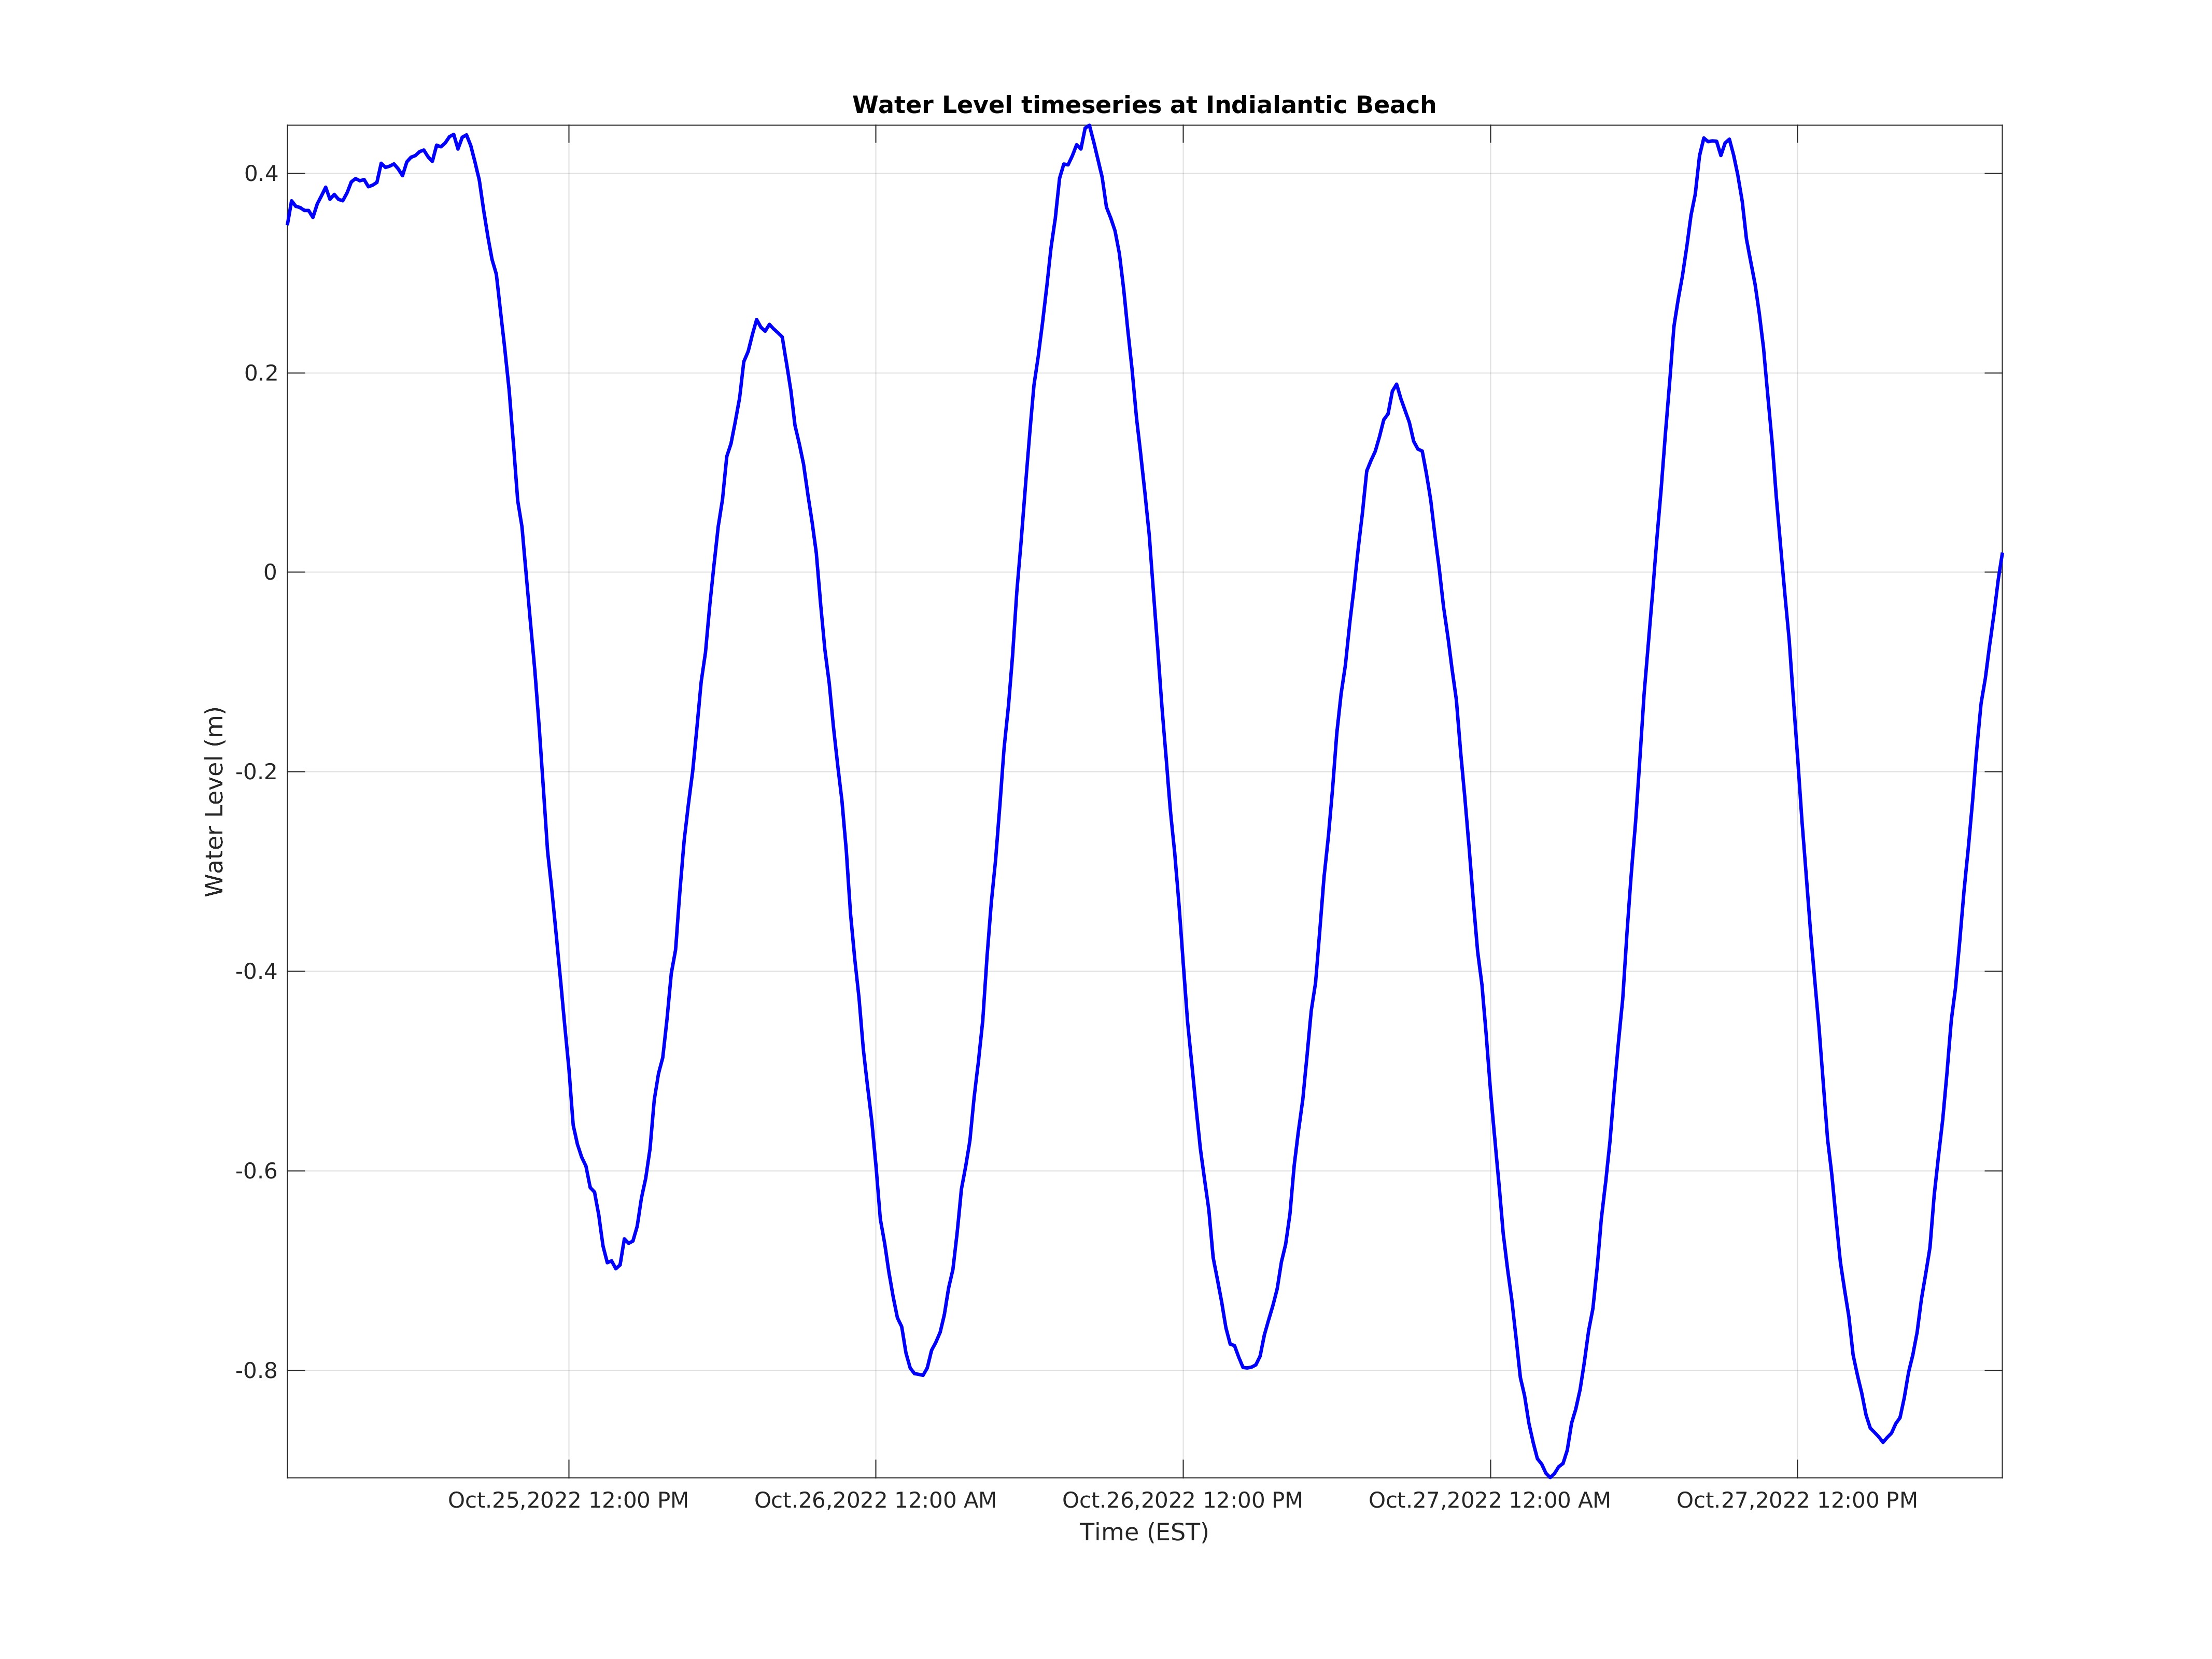 Water Level timeseries at Indialantic Beach
0.4
0.2
0
-0.2
-0.4
-0.6
-0.8
Water Level (m)
Oct.25,2022 12:00 PM
Oct.26,2022 12:00 AM
Oct.26,2022 12:00 PM
Oct.27,2022 12:00 AM
Oct.27,2022 12:00 PM
Time (EST)